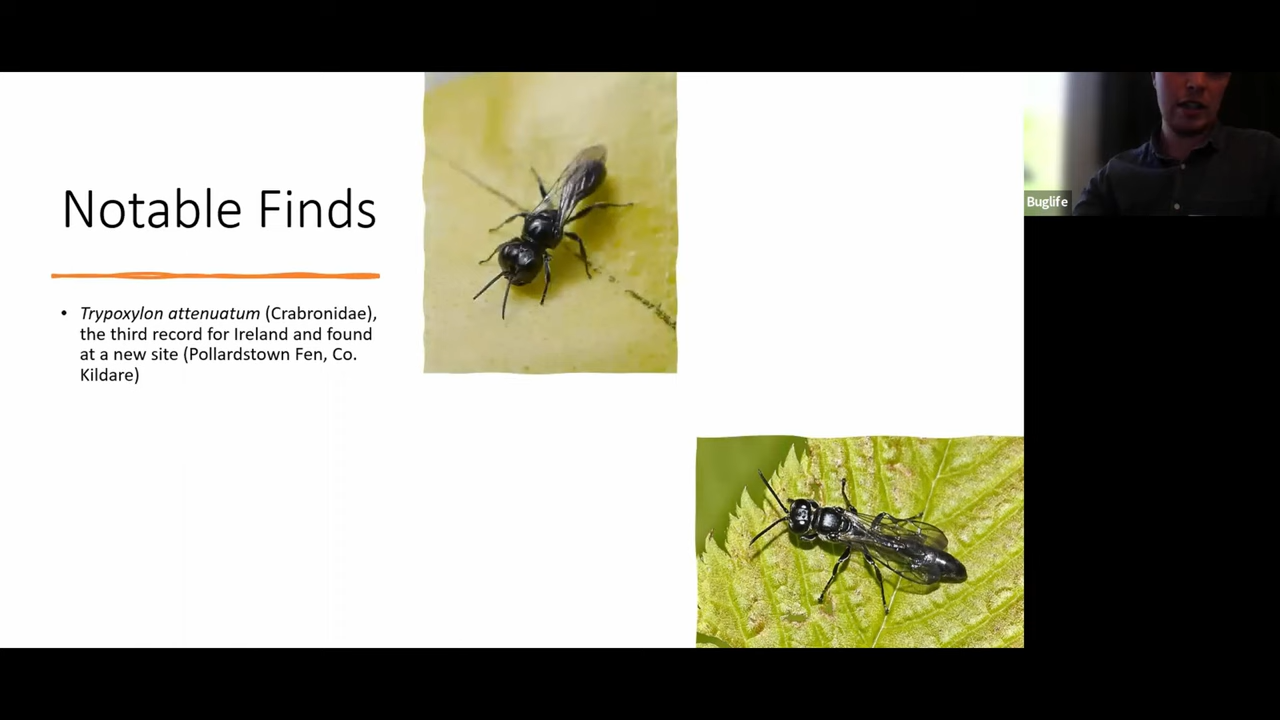 Notable Finds
• Trypoxylon attenuatum (Crabronidae),
the third record for Ireland and found
at a new site (Pollardstown Fen, Co.
Kildare)
Buglife